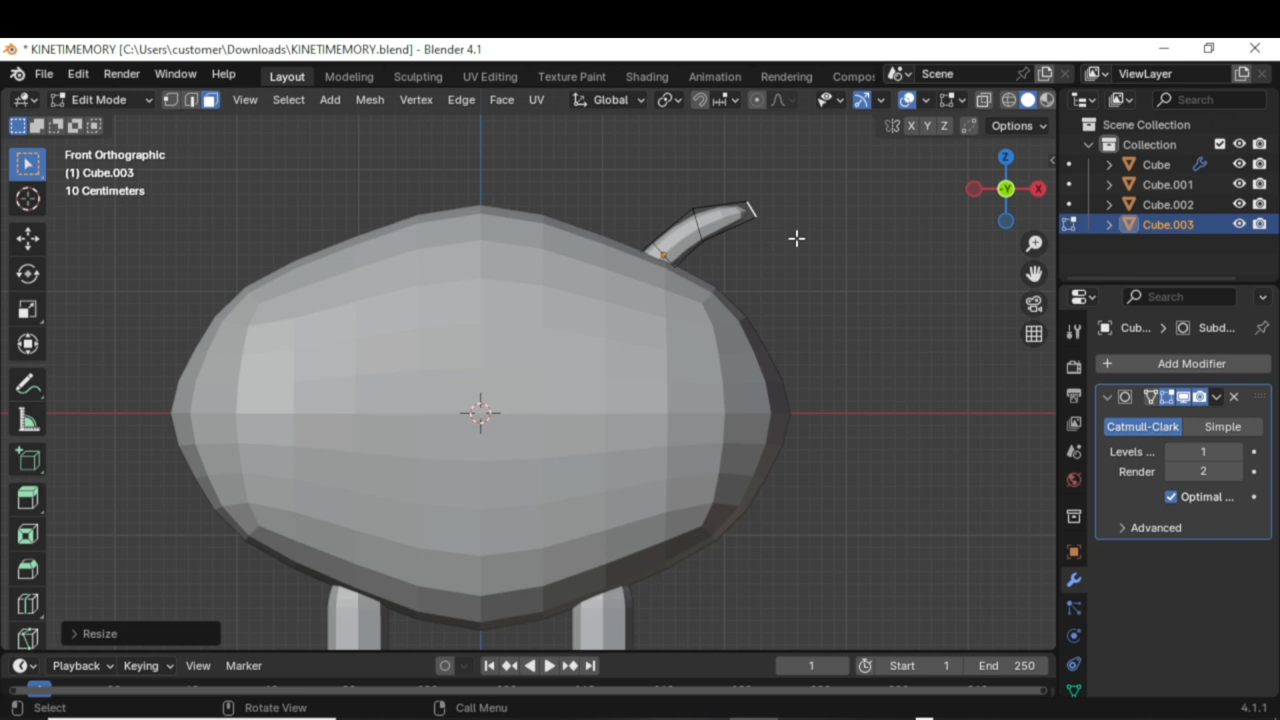 * KINETIMEMORY [C:\Users\customer\Downloads\KINETIMEMORY.blend] - Blender 4.1
File Edit Render Window Help Layout Modeling Sculpting UV Editing Texture Paint Shading Animation Rendering Compos Scene ViewLayer
Edit Mode View Select Add Mesh Vertex Edge Face UV Global Search
X Y Z Options
Scene Collection
Collection
Cube
Cube.001
Cube.002
Cube.003
Front Orthographic
(1) Cube.003
10 Centimeters
Z
Y
X
Search
Cub... > Subd...
+ Add Modifier
Catmull-Clark Simple
Levels ... 1
Render 2
Optimal ...
Advanced
Resize
Playback Keying View Marker 1 Start 1 End 250
Select Rotate View Call Menu 4.1.1